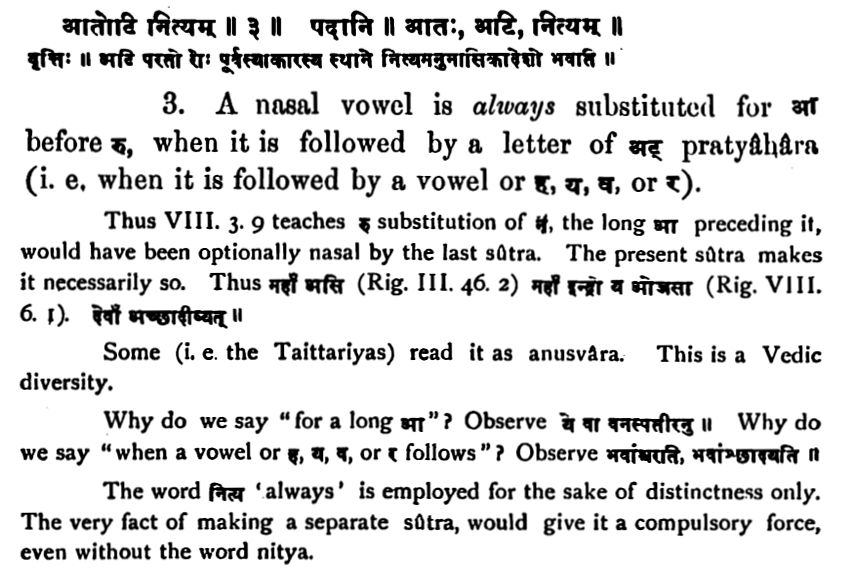 आतोटि नित्यम् ॥ ३ ॥ पदानि ॥ आतः, अटि, नित्यम् ॥
वृत्तिः ॥ अटि परतो रोः पूर्वस्याकारस्य स्थाने नित्यमनुनासिकादेशो भवाति ॥
3. A nasal vowel is always substituted for आ
before रु, when it is followed by a letter of अट् pratyâhâra
(i. e. when it is followed by a vowel or ह, य, व, or र).
Thus VIII. 3. 9 teaches रु substitution of न्, the long आ preceding it,
would have been optionally nasal by the last sûtra. The present sûtra makes
it necessarily so. Thus महाँ असि (Rig. III. 46. 2) महाँ इन्द्रो य ओजसा (Rig. VIII.
6. 1). देवाँ अच्छादीव्यत् ॥
Some (i. e. the Taittariyas) read it as anusvâra. This is a Vedic
diversity.
Why do we say "for a long आ"? Observe ये वा वनस्पतीरनु ॥ Why do
we say "when a vowel or ह, य, व, or र follows"? Observe भवांश्चरति, भवांश्छादयति ॥
The word नित्य 'always' is employed for the sake of distinctness only.
The very fact of making a separate sûtra, would give it a compulsory force,
even without the word nitya.